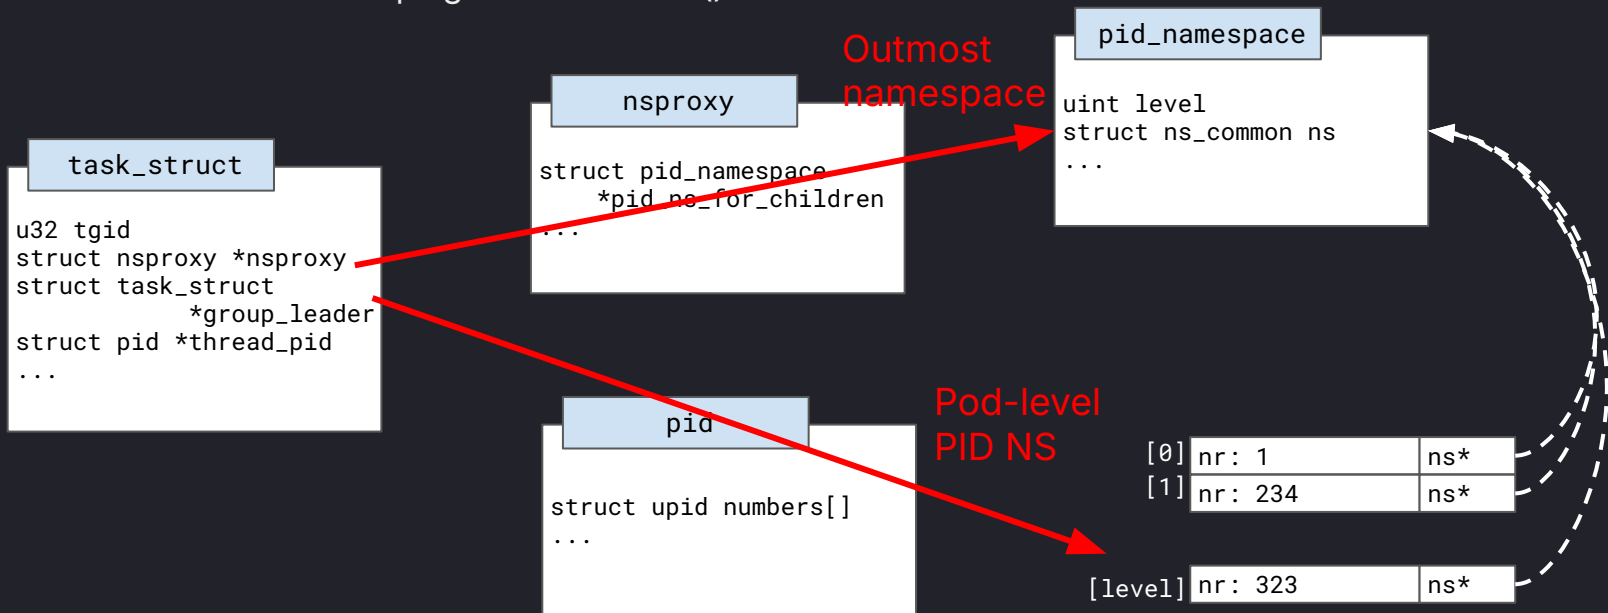 Outmost
namespace
pid_namespace
uint level
struct ns_common ns
...
nsproxy
struct pid_namespace
*pid_ns_for_children
...
task_struct
u32 tgid
struct nsproxy *nsproxy
struct task_struct
*group_leader
struct pid *thread_pid
...
pid
struct upid numbers[]
...
Pod-level
PID NS
[0] nr: 1 ns*
[1] nr: 234 ns*
[level] nr: 323 ns*